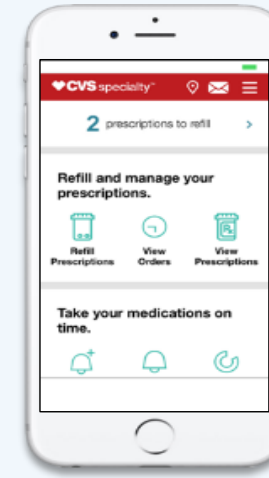 CVS specialty™
2 prescriptions to refill >
Refill and manage your
prescriptions.
Refill
Prescriptions
View
Orders
View
Prescriptions
Take your medications on
time.